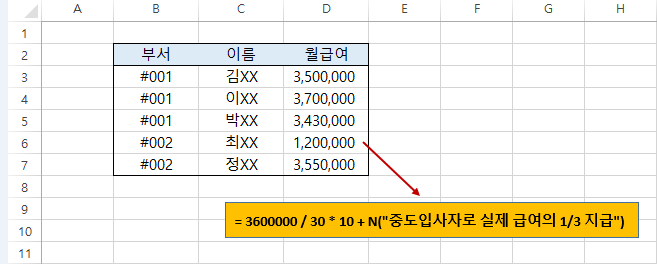 A B C D E F G H
1
2 부서 이름 월급여
3 #001 김XX 3,500,000
4 #001 이XX 3,700,000
5 #001 박XX 3,430,000
6 #002 최XX 1,200,000
7 #002 정XX 3,550,000
8
9
= 3600000 / 30 * 10 + N("중도입사자로 실제 급여의 1/3 지급")
10
11